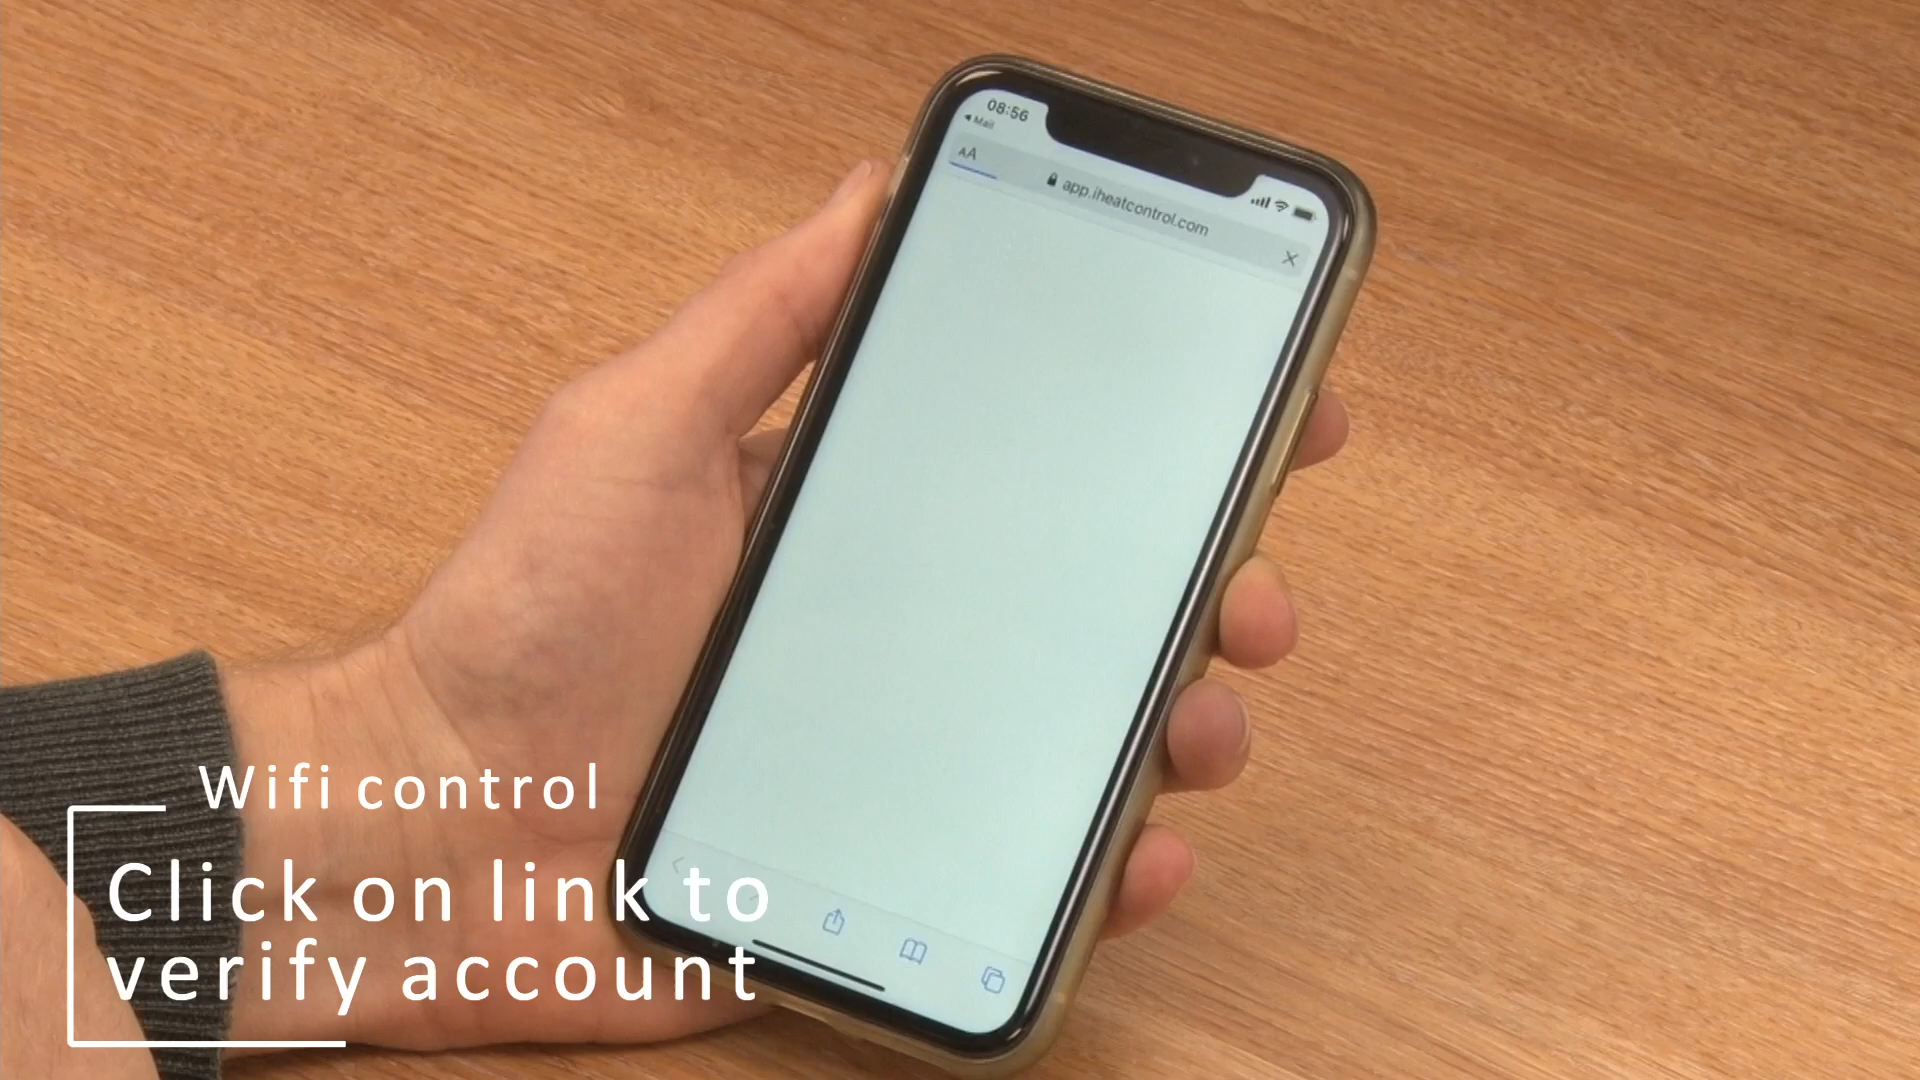 08:56
◀ Mail
AA
app.iheatcontrol.com
Wifi control
Click on link to
verify account